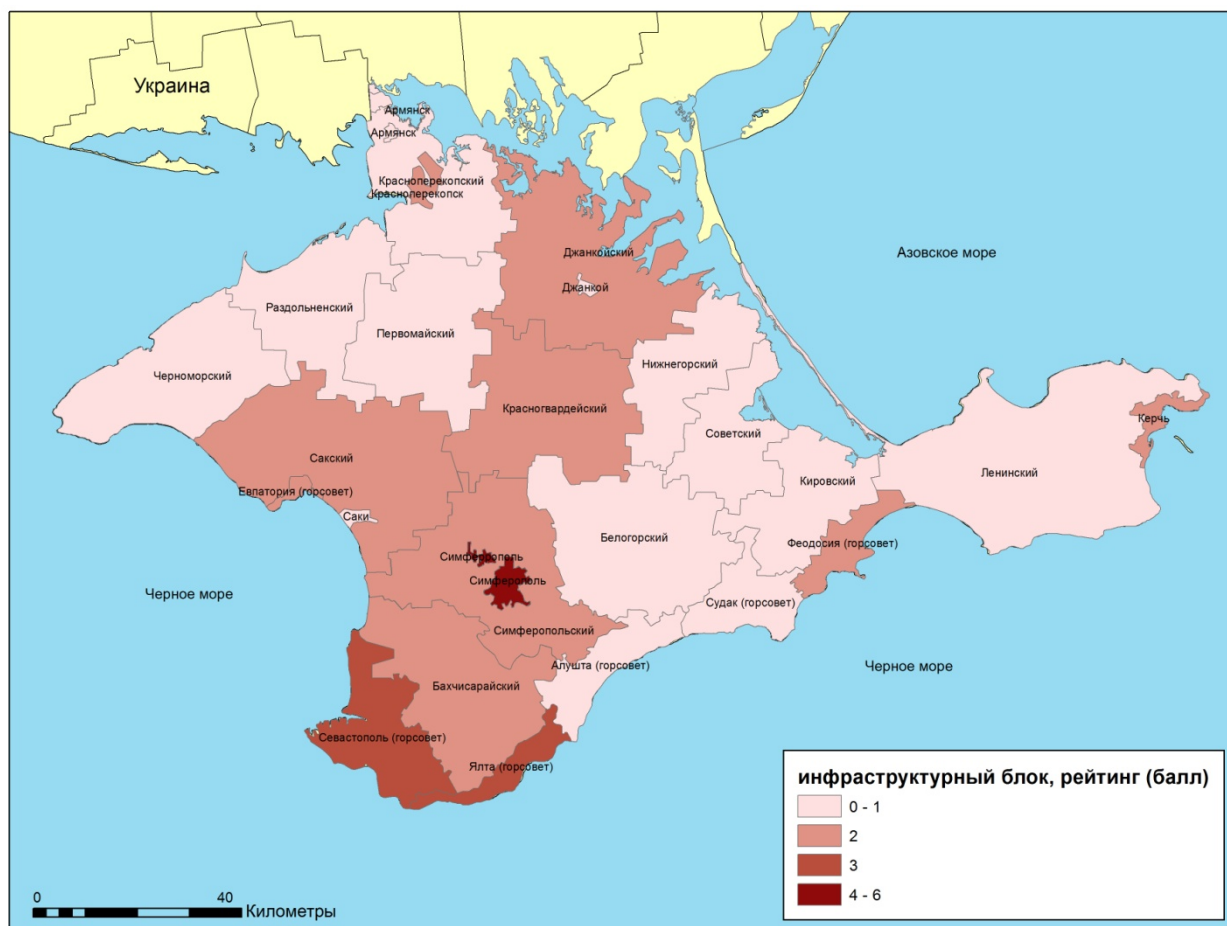 Украина
Армянск
Армянск
Красноперекопский
Красноперекопск
Джанкойский
Азовское море
Джанкой
Раздольненский
Первомайский
Нижнегорский
Черноморский
Красногвардейский
Керчь
Советский
Сакский
Ленинский
Кировский
Евпатория (горсовет)
Саки
Белогорский
Феодосия (горсовет)
Симферополь
Симферополь
Черное море
Судак (горсовет)
Симферопольский
Алушта (горсовет)
Черное море
Бахчисарайский
Севастополь (горсовет)
Ялта (горсовет)
инфраструктурный блок, рейтинг (балл)
0 - 1
2
3
4 - 6
0 40
Километры